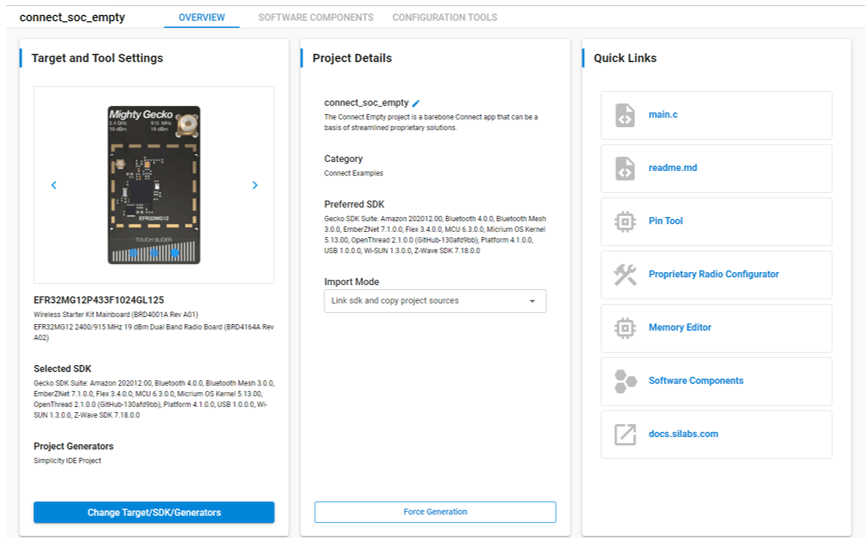 connect_soc_empty
OVERVIEW
SOFTWARE COMPONENTS
CONFIGURATION TOOLS
Target and Tool Settings
Mighty Gecko
2.4 GHz
19 dBm
915 MHz
19 dBm
EFR32MG12
TOUCH SLIDER
EFR32MG12P433F1024GL125
Wireless Starter Kit Mainboard (BRD4001A Rev A01)
EFR32MG12 2400/915 MHz 19 dBm Dual Band Radio Board (BRD4164A Rev
A02)
Selected SDK
Gecko SDK Suite: Amazon 202012.00, Bluetooth 4.0.0, Bluetooth Mesh 3.0.0,
EmberZNet 7.1.0.0, Flex 3.4.0.0, MCU 6.3.0.0, Micrium OS Kernel 5.13.00,
OpenThread 2.1.0.0 (GitHub-130afd9bb), Platform 4.1.0.0, USB 1.0.0.0, Wi-
SUN 1.3.0.0, Z-Wave SDK 7.18.0.0
Project Generators
Simplicity IDE Project
Change Target/SDK/Generators
Project Details
connect_soc_empty
The Connect Empty project is a barebone Connect app that can be a
basis of streamlined proprietary solutions.
Category
Connect Examples
Preferred SDK
Gecko SDK Suite: Amazon 202012.00, Bluetooth 4.0.0, Bluetooth Mesh
3.0.0, EmberZNet 7.1.0.0, Flex 3.4.0.0, MCU 6.3.0.0, Micrium OS Kernel
5.13.00, OpenThread 2.1.0.0 (GitHub-130afd9bb), Platform 4.1.0.0,
USB 1.0.0.0, Wi-SUN 1.3.0.0, Z-Wave SDK 7.18.0.0
Import Mode
Link sdk and copy project sources
Force Generation
Quick Links
main.c
readme.md
Pin Tool
Proprietary Radio Configurator
Memory Editor
Software Components
docs.silabs.com